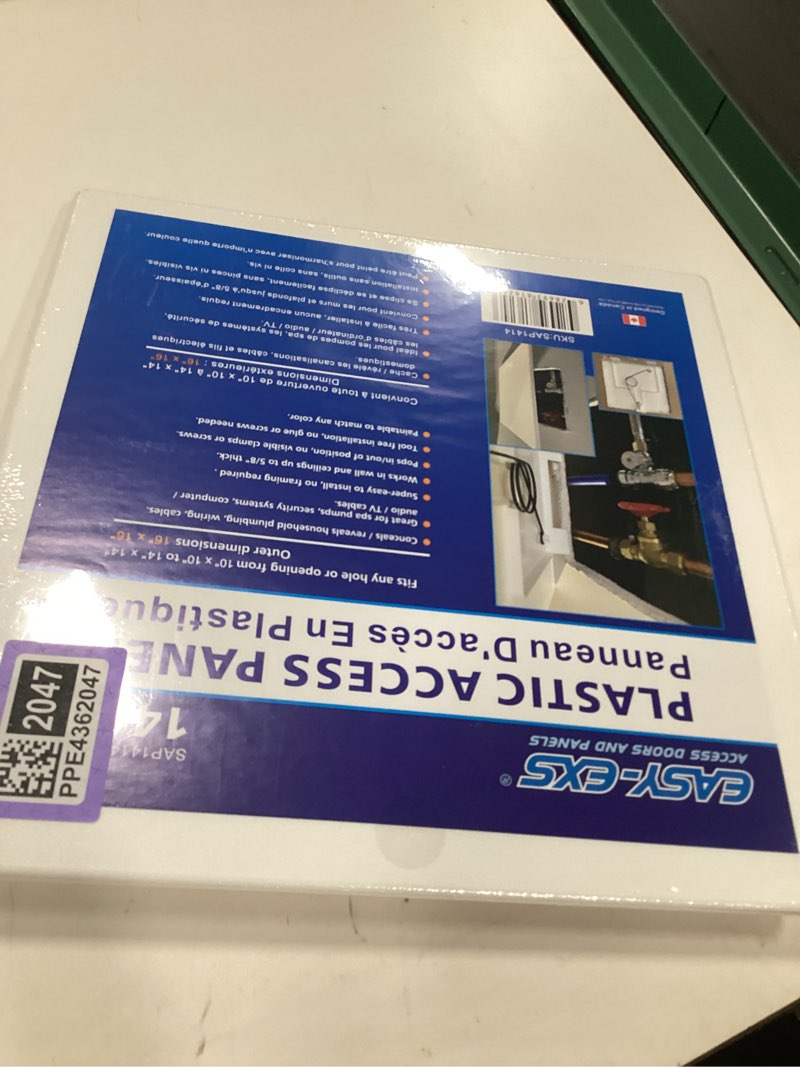 EASY-EXS®
ACCESS DOORS AND PANELS
SAP1414
14
PLASTIC ACCESS PANE
Panneau D'accès En Plastique
Fits any hole or opening from 10" x 10" to 14" x 14"
Outer dimensions 16" x 16"
Conceals / reveals household plumbing, wiring, cables.
Great for spa pumps, security systems, computer /
audio / TV cables.
Super-easy to install, no framing required .
Works in wall and ceilings up to 5/8" thick.
Pops in/out of position, no visible clamps or screws.
Tool free installation, no glue or screws needed
Paintable to match any color.
Convient à toute ouverture de 10" x 10" à 14" x 14"
Dimensions extérieures : 16" x 16"
Cache / révèle les canalisations, câbles et fils électriques
domestiques.
Idéal pour les pompes de spa, les systèmes de sécurité,
les câbles d'ordinateur / audio / TV.
Très facile à installer, aucun encadrement requis.
Convient pour murs et plafonds jusqu'à 5/8" d'épaisseur.
Se clipse et se déclipse facilement, sans pinces ni vis visibles.
Installation sans outils, sans colle ni vis.
Peut être peint pour s'harmoniser avec n'importe quelle couleur.
SKU:SAP1414
Designed in Canada
2047
PPE4362047